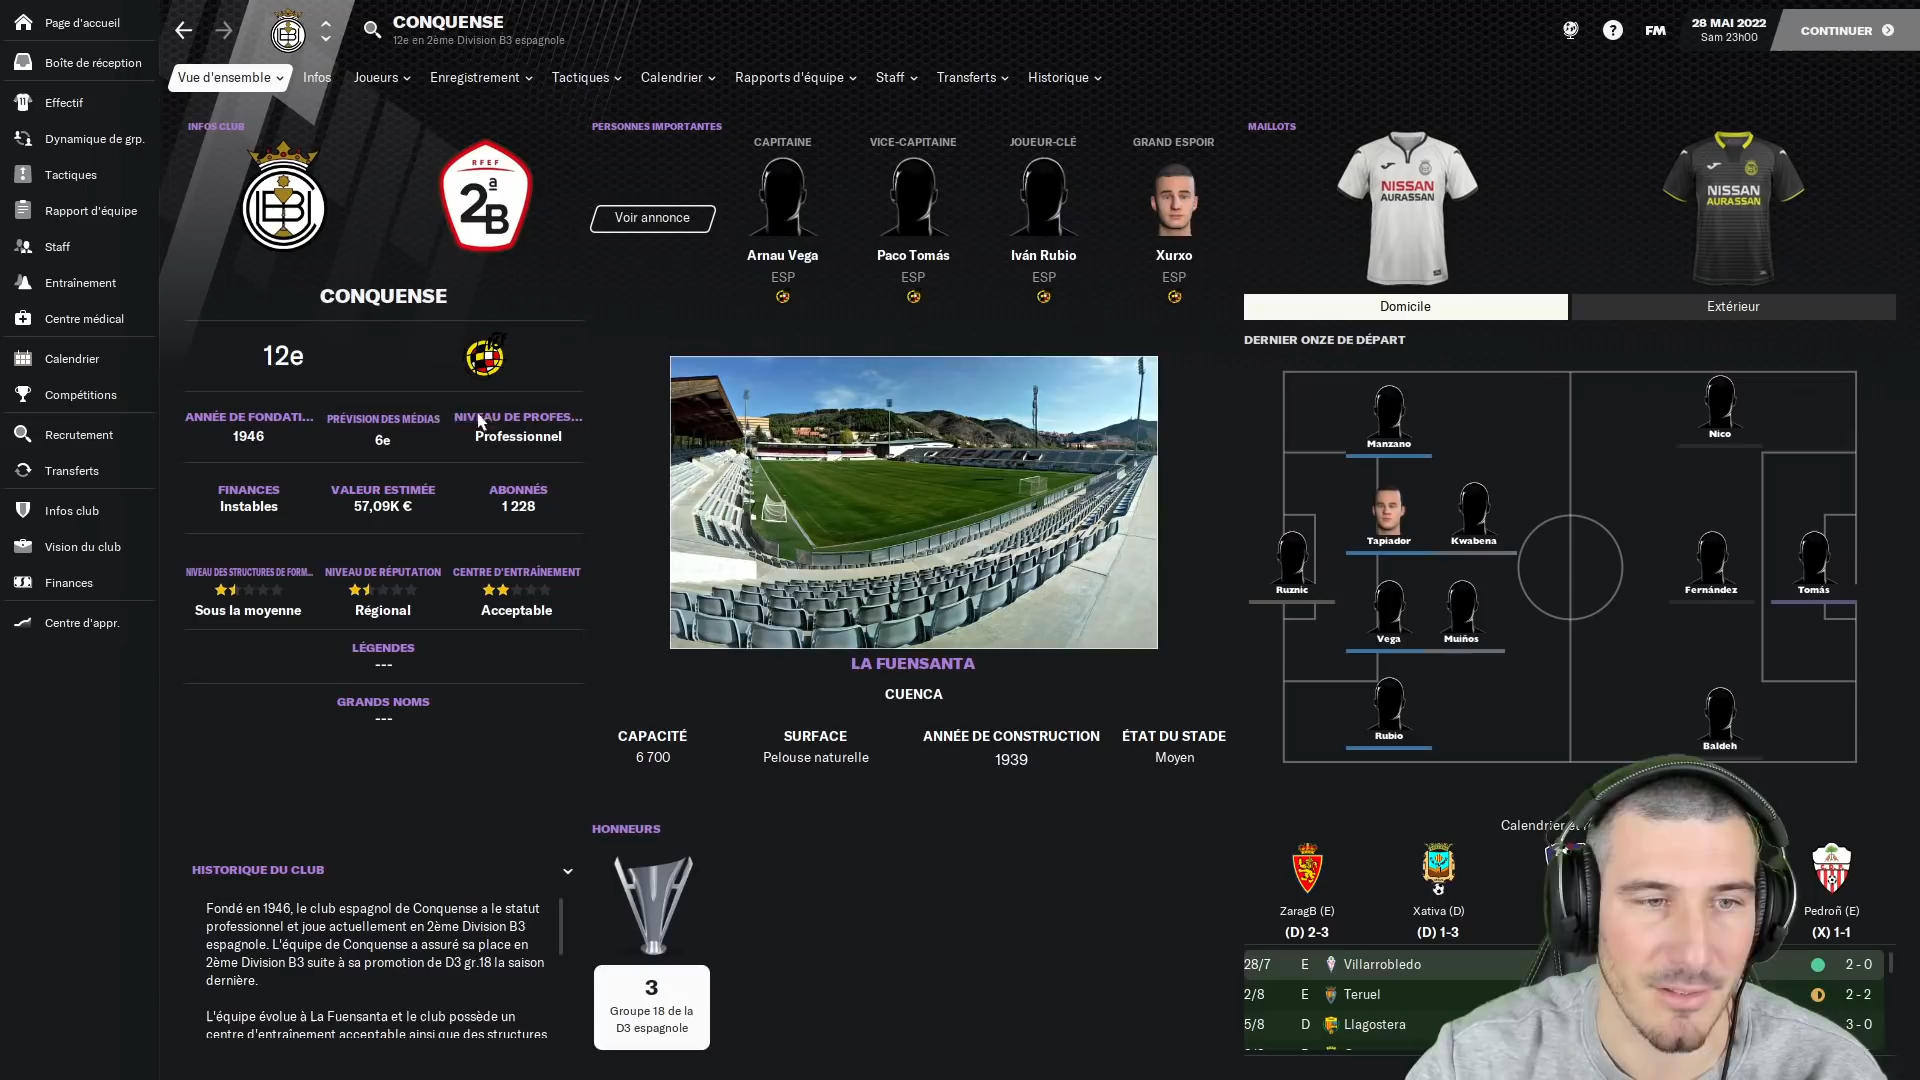 Page d'accueil
Boîte de réception
Effectif
Dynamique de grp.
Tactiques
Rapport d'équipe
Staff
Entraînement
Centre médical
Calendrier
Compétitions
Recrutement
Transferts
Infos club
Vision du club
Finances
Centre d'appr.
CONQUENSE
12e en 2ème Division B3 espagnole
FM
28 MAI 2022
Sam 23h00
CONTINUER
Vue d'ensemble
Infos
Joueurs
Enregistrement
Tactiques
Calendrier
Rapports d'équipe
Staff
Transferts
Historique
INFOS CLUB
RFEF
2ª
B
CONQUENSE
12e
ANNÉE DE FONDATI...
1946
PRÉVISION DES MÉDIAS
6e
NIVEAU DE PROFES...
Professionnel
FINANCES
Instables
VALEUR ESTIMÉE
57,09K €
ABONNÉS
1 228
NIVEAU DES STRUCTURES DE FORM...
Sous la moyenne
NIVEAU DE RÉPUTATION
Régional
CENTRE D'ENTRAÎNEMENT
Acceptable
LÉGENDES
---
GRANDS NOMS
---
HISTORIQUE DU CLUB
Fondé en 1946, le club espagnol de Conquense a le statut
professionnel et joue actuellement en 2ème Division B3
espagnole. L'équipe de Conquense a assuré sa place en
2ème Division B3 suite à sa promotion de D3 gr.18 la saison
dernière.
L'équipe évolue à La Fuensanta et le club possède un
centre d'entraînement acceptable ainsi que des structures
PERSONNES IMPORTANTES
Voir annonce
CAPITAINE
Arnau Vega
ESP
VICE-CAPITAINE
Paco Tomás
ESP
JOUEUR-CLÉ
Iván Rubio
ESP
GRAND ESPOIR
Xurxo
ESP
LA FUENSANTA
CUENCA
CAPACITÉ
6 700
SURFACE
Pelouse naturelle
ANNÉE DE CONSTRUCTION
1939
ÉTAT DU STADE
Moyen
HONNEURS
3
Groupe 18 de la
D3 espagnole
MAILLOTS
NISSAN
AURASSAN
NISSAN
AURASSAN
Domicile
Extérieur
DERNIER ONZE DE DÉPART
Manzano
Nico
Tapiador
Kwabena
Ruznic
Fernández
Tomás
Vega
Muiños
Rubio
Baldeh
Calendrier et
ZaragB (E)
(D) 2-3
Xativa (D)
(D) 1-3
Pedroñ (E)
(X) 1-1
28/7 E Villarrobledo 2 - 0
2/8 E Teruel 2 - 2
5/8 D Llagostera 3 - 0